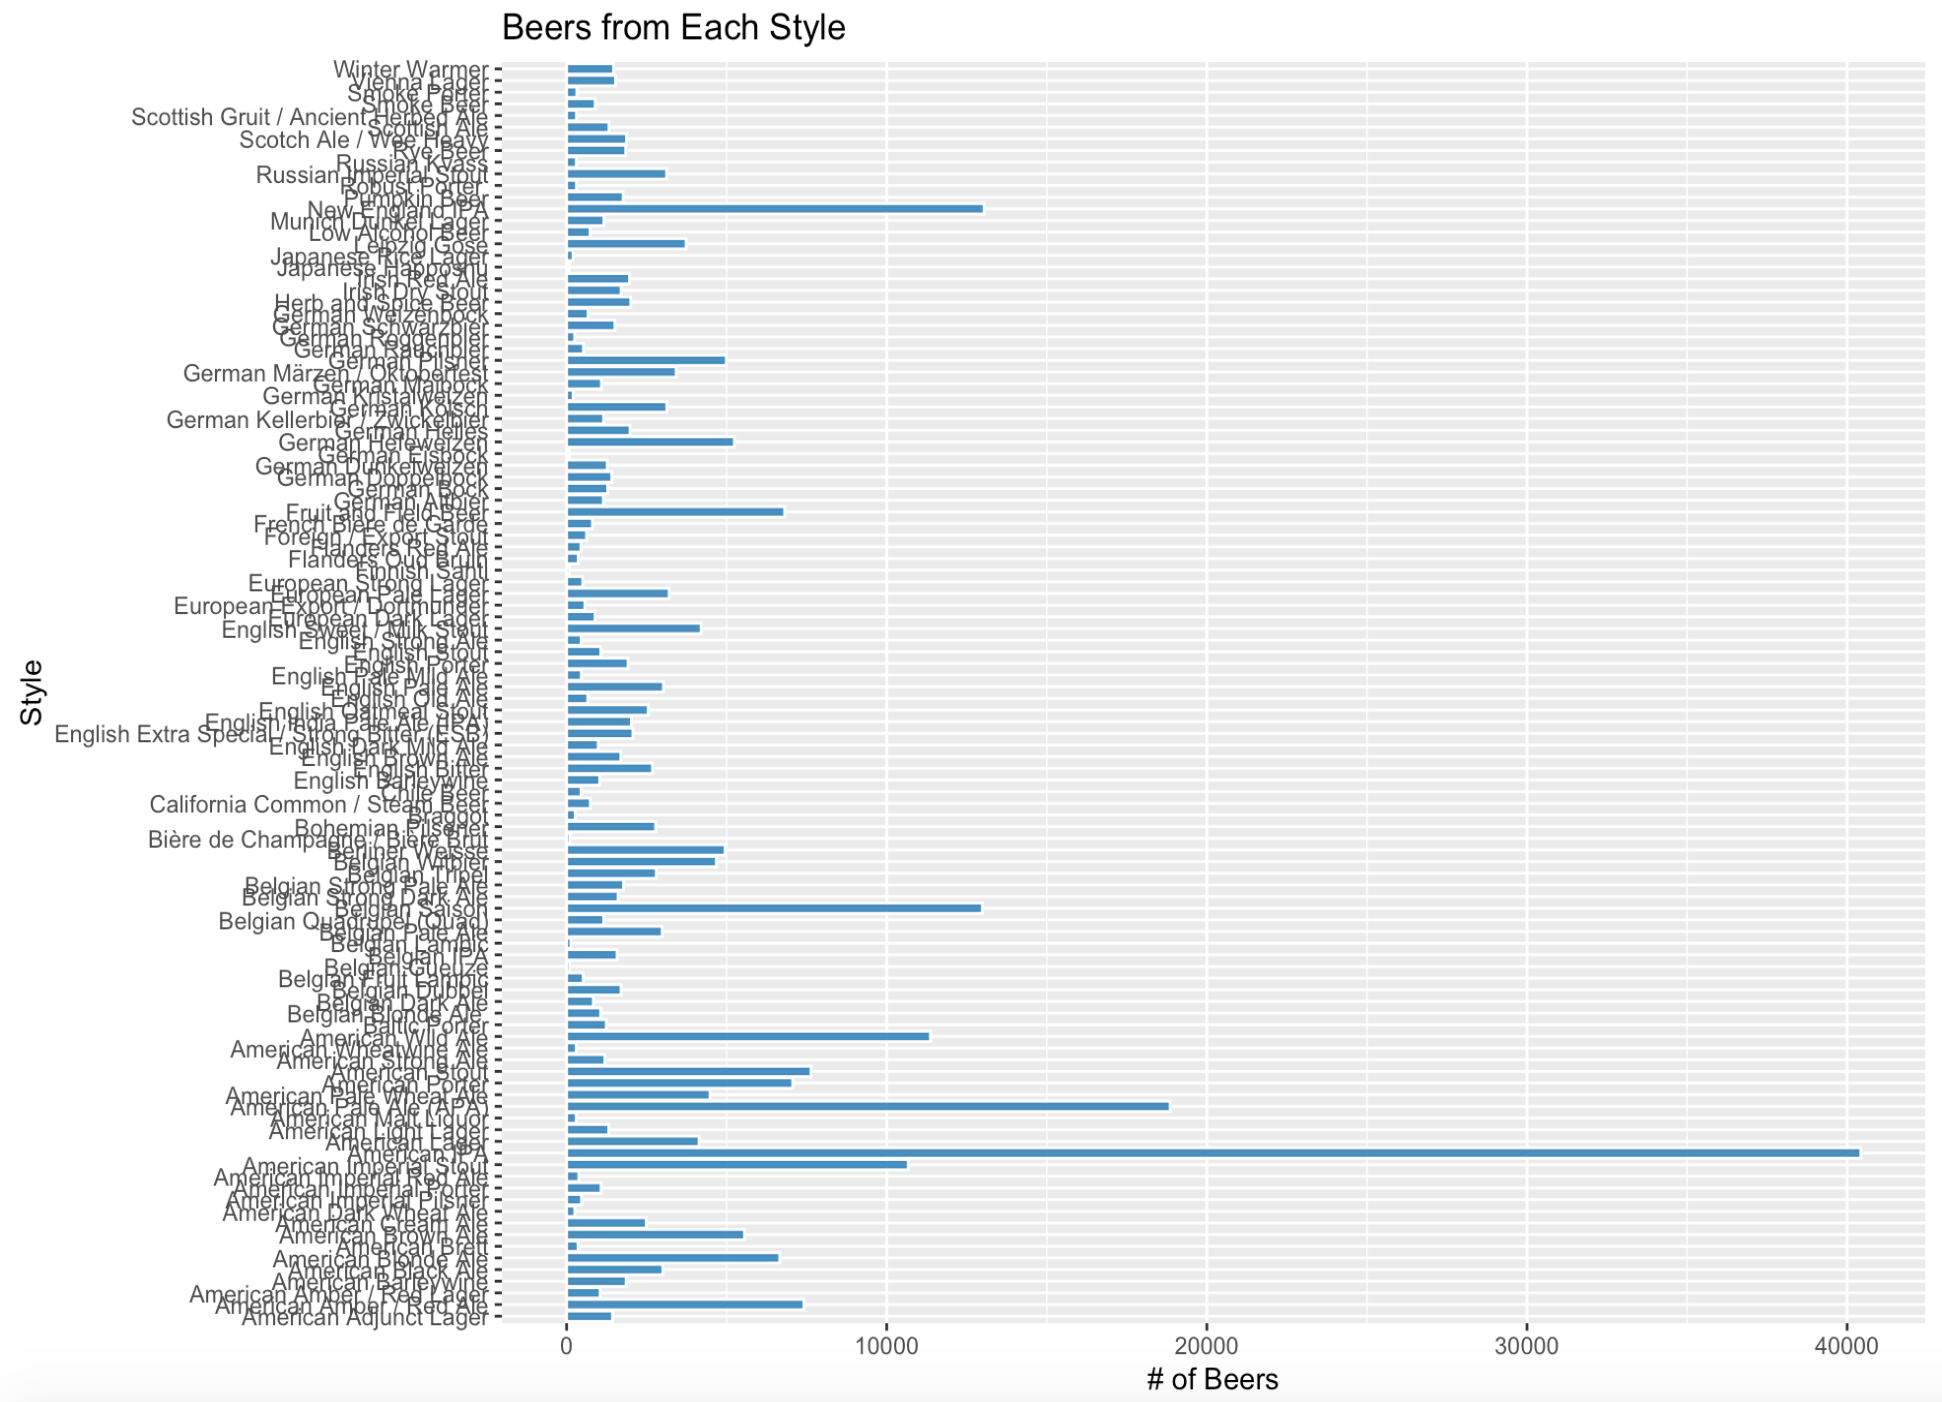 Beers from Each Style
Style
Winter Warmer
Vienna Lager
Smoke Porter
Smoke Beer
Scottish Gruit / Ancient Herbed Ale
Scottish Ale
Scotch Ale / Wee Heavy
Rye Beer
Russian Kvass
Russian Imperial Stout
Robust Porter
Pumpkin Beer
New England IPA
Munich Dunkel Lager
Low Alcohol Beer
Leipzig Gose
Japanese Rice Lager
Japanese Happoshu
Irish Red Ale
Irish Dry Stout
Herb and Spice Beer
German Weizenbock
German Schwarzbier
German Roggenbier
German Rauchbier
German Pilsner
German Märzen / Oktoberfest
German Maibock
German Kristalweizen
German Kölsch
German Kellerbier / Zwickelbier
German Helles
German Hefeweizen
German Eisbock
German Dunkelweizen
German Doppelbock
German Bock
German Altbier
Fruit and Field Beer
French Bière de Garde
Foreign / Export Stout
Flanders Red Ale
Flanders Oud Bruin
Finnish Sahti
European Strong Lager
European Pale Lager
European Export / Dortmunder
European Dark Lager
English Sweet / Milk Stout
English Strong Ale
English Stout
English Porter
English Pale Mild Ale
English Pale Ale
English Old Ale
English Oatmeal Stout
English India Pale Ale (IPA)
English Extra Special / Strong Bitter (ESB)
English Dark Mild Ale
English Brown Ale
English Bitter
English Barleywine
Chile Beer
California Common / Steam Beer
Braggot
Bohemian Pilsener
Bière de Champagne / Bière Brut
Berliner Weisse
Belgian Witbier
Belgian Tripel
Belgian Strong Pale Ale
Belgian Strong Dark Ale
Belgian Saison
Belgian Quadrupel (Quad)
Belgian Pale Ale
Belgian Lambic
Belgian IPA
Belgian Gueuze
Belgian Fruit Lambic
Belgian Dubbel
Belgian Dark Ale
Belgian Blonde Ale
Baltic Porter
American Wild Ale
American Wheatwine Ale
American Strong Ale
American Stout
American Porter
American Pale Wheat Ale
American Pale Ale (APA)
American Malt Liquor
American Light Lager
American Lager
American IPA
American Imperial Stout
American Imperial Red Ale
American Imperial Porter
American Imperial Pilsner
American Dark Wheat Ale
American Cream Ale
American Brown Ale
American Brett
American Blonde Ale
American Black Ale
American Barleywine
American Amber / Red Lager
American Amber / Red Ale
American Adjunct Lager
0 10000 20000 30000 40000
# of Beers